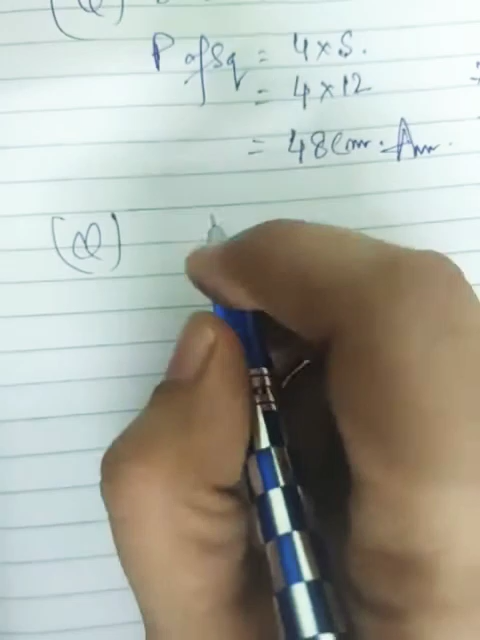 P of Sq = 4 × S.
= 4 × 12
= 48 cm. Ans.